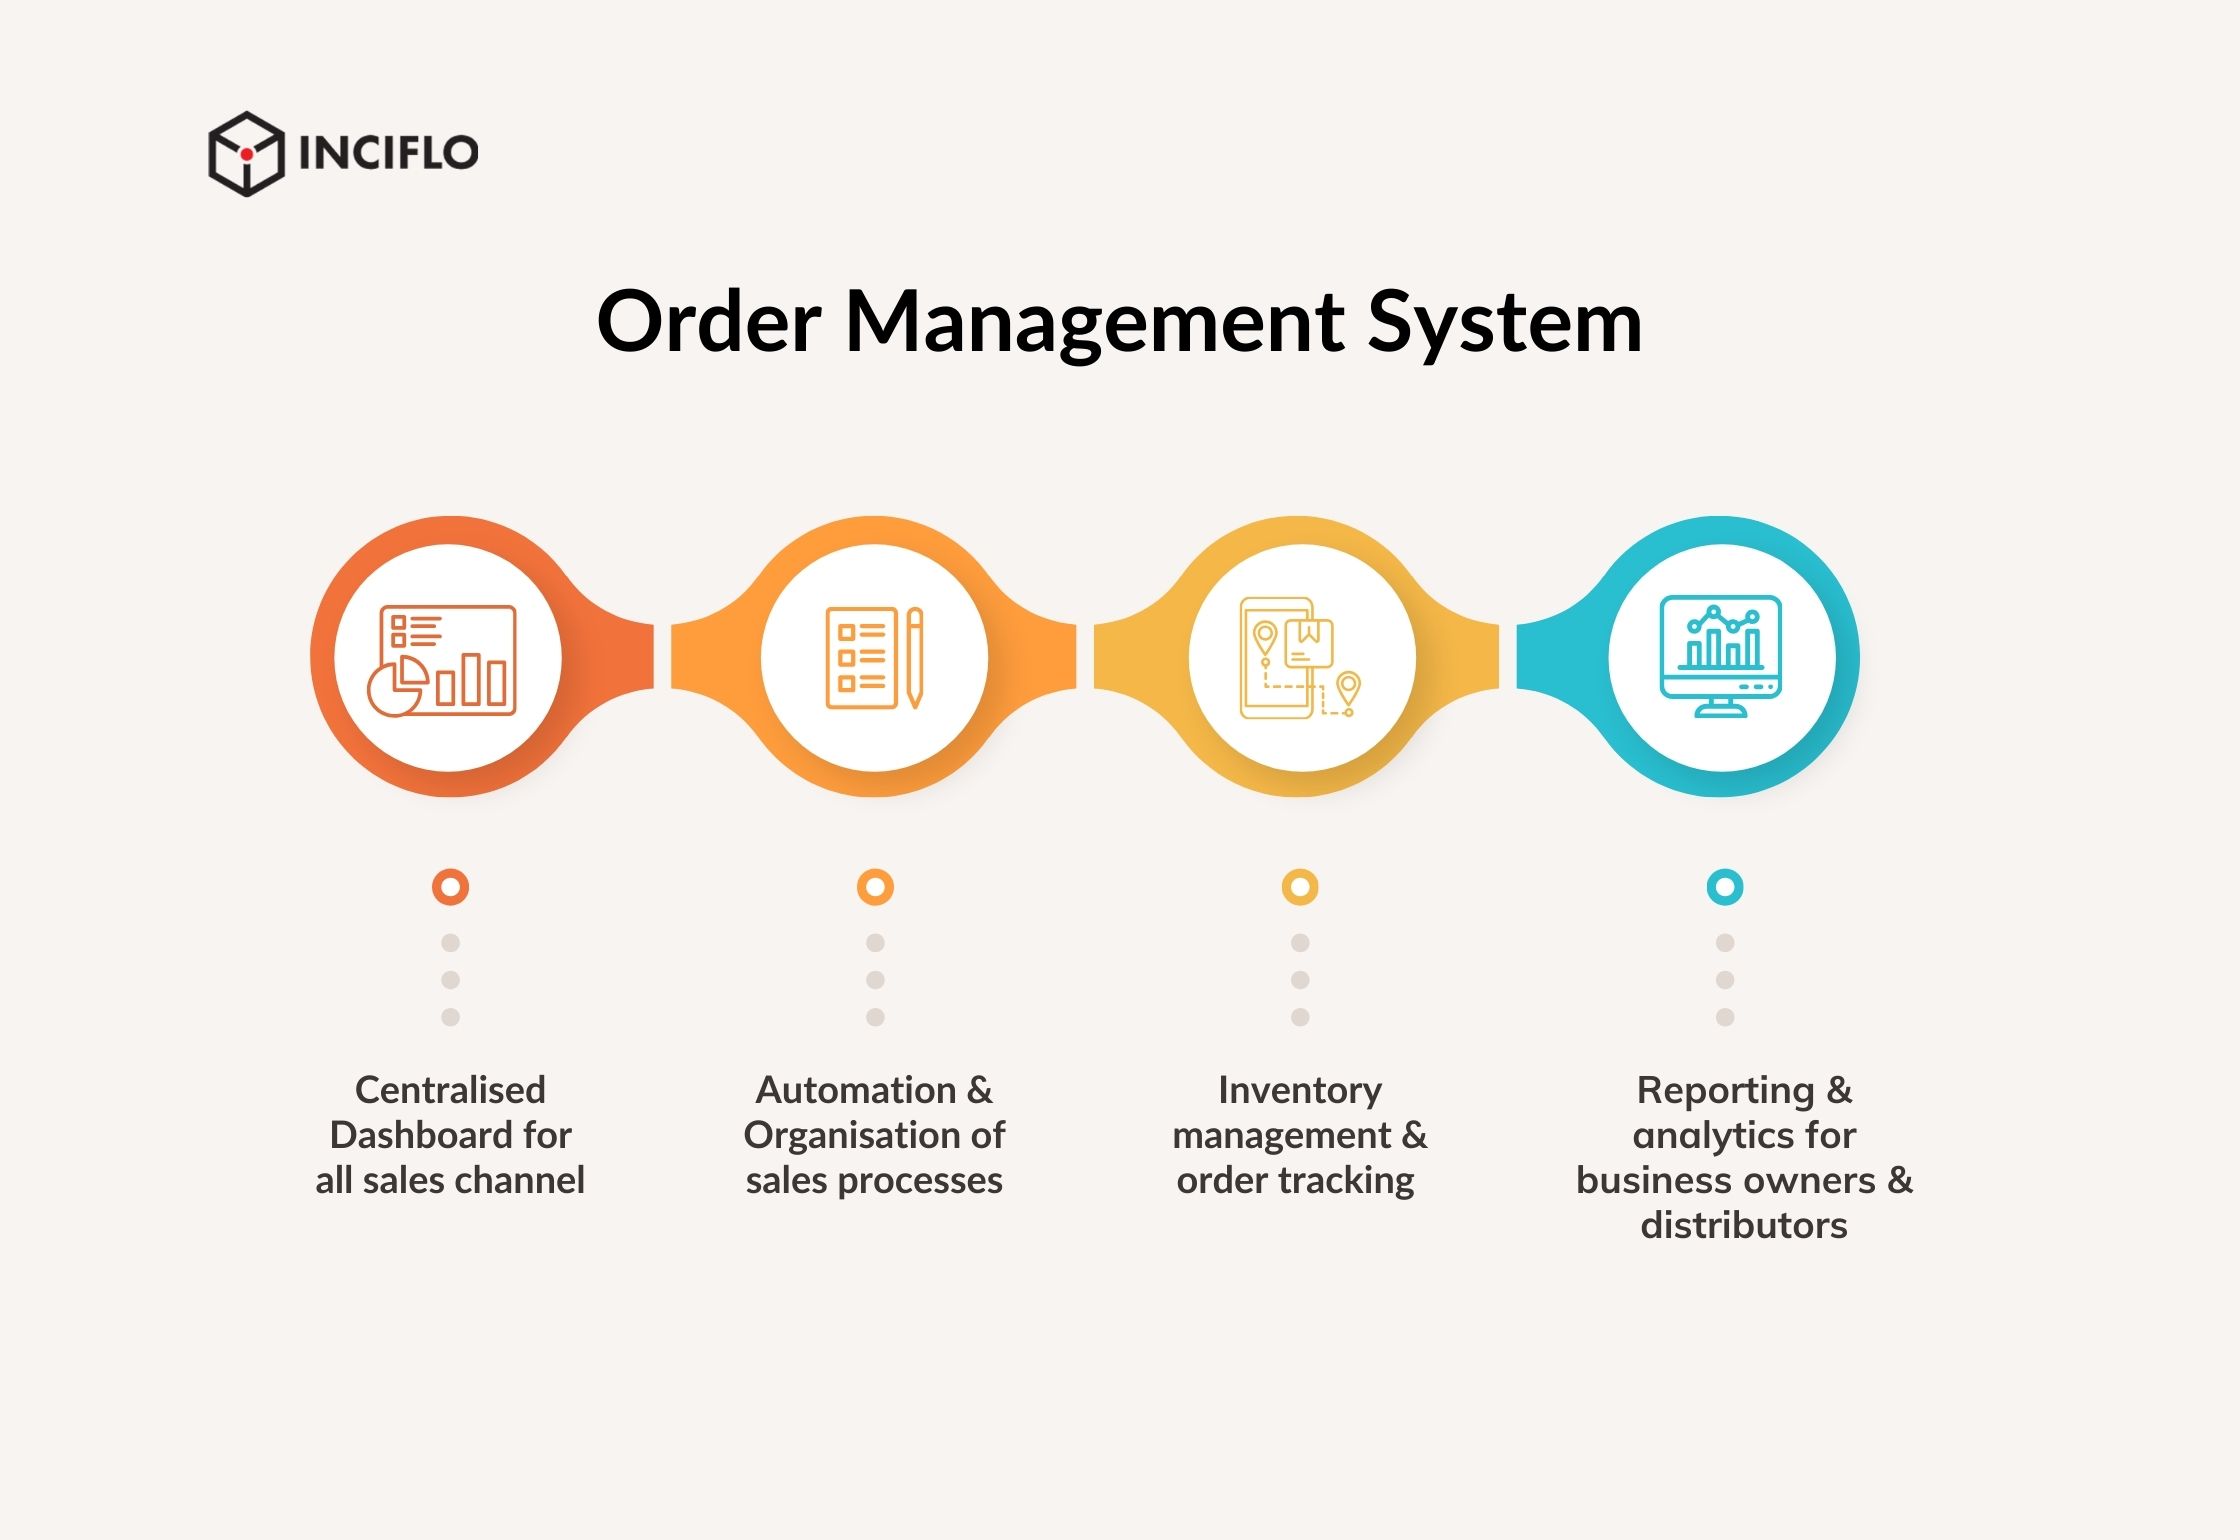 INCIFLO
Order Management System
Centralised
Dashboard for
all sales channel
Automation &
Organisation of
sales processes
Inventory
management &
order tracking
Reporting &
analytics for
business owners &
distributors